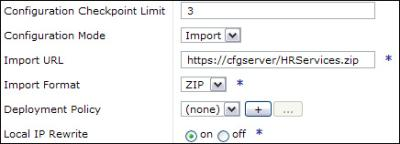 Configuration Checkpoint Limit 3
Configuration Mode Import
Import URL https://cfgserver/HRServices.zip *
Import Format ZIP *
Deployment Policy (none) + ...
Local IP Rewrite on off *